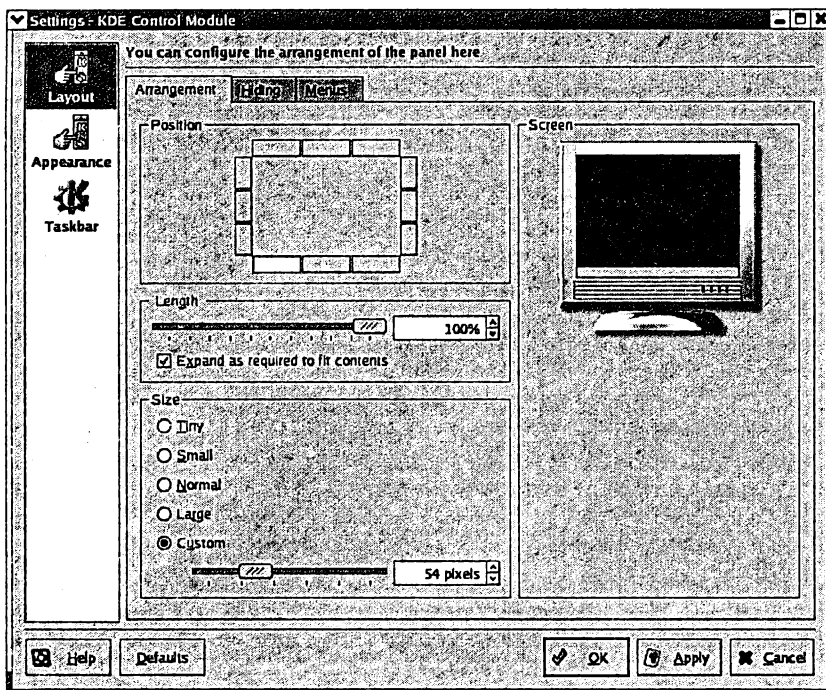 Settings - KDE Control Module
You can configure the arrangement of the panel here
Layout
Appearance
Taskbar
Arrangement
Hiding
Menus
Position
Screen
Length
100%
Expand as required to fit contents
Size
Tiny
Small
Normal
Large
Custom
54 pixels
Help
Defaults
OK
Apply
Cancel